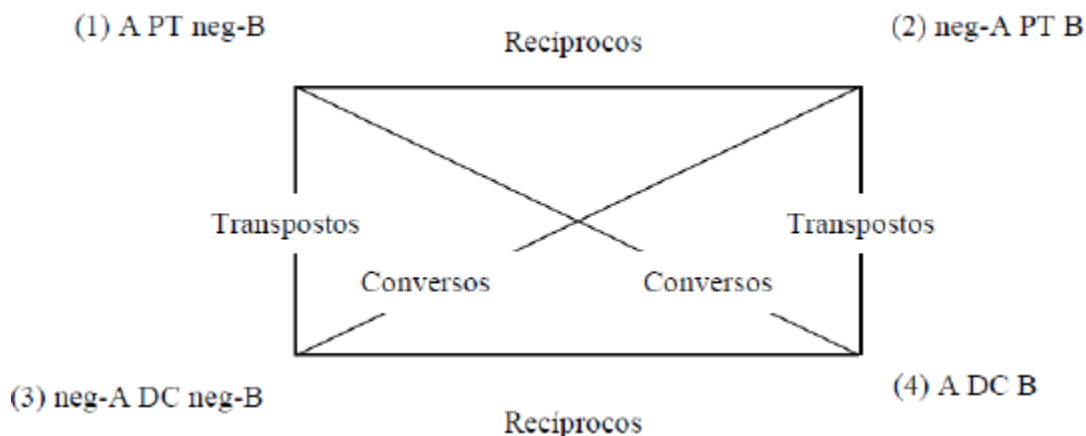 (1) A PT neg-B
Recíprocos
(2) neg-A PT B
Transpostos
Transpostos
Conversos
Conversos
(3) neg-A DC neg-B
Recíprocos
(4) A DC B